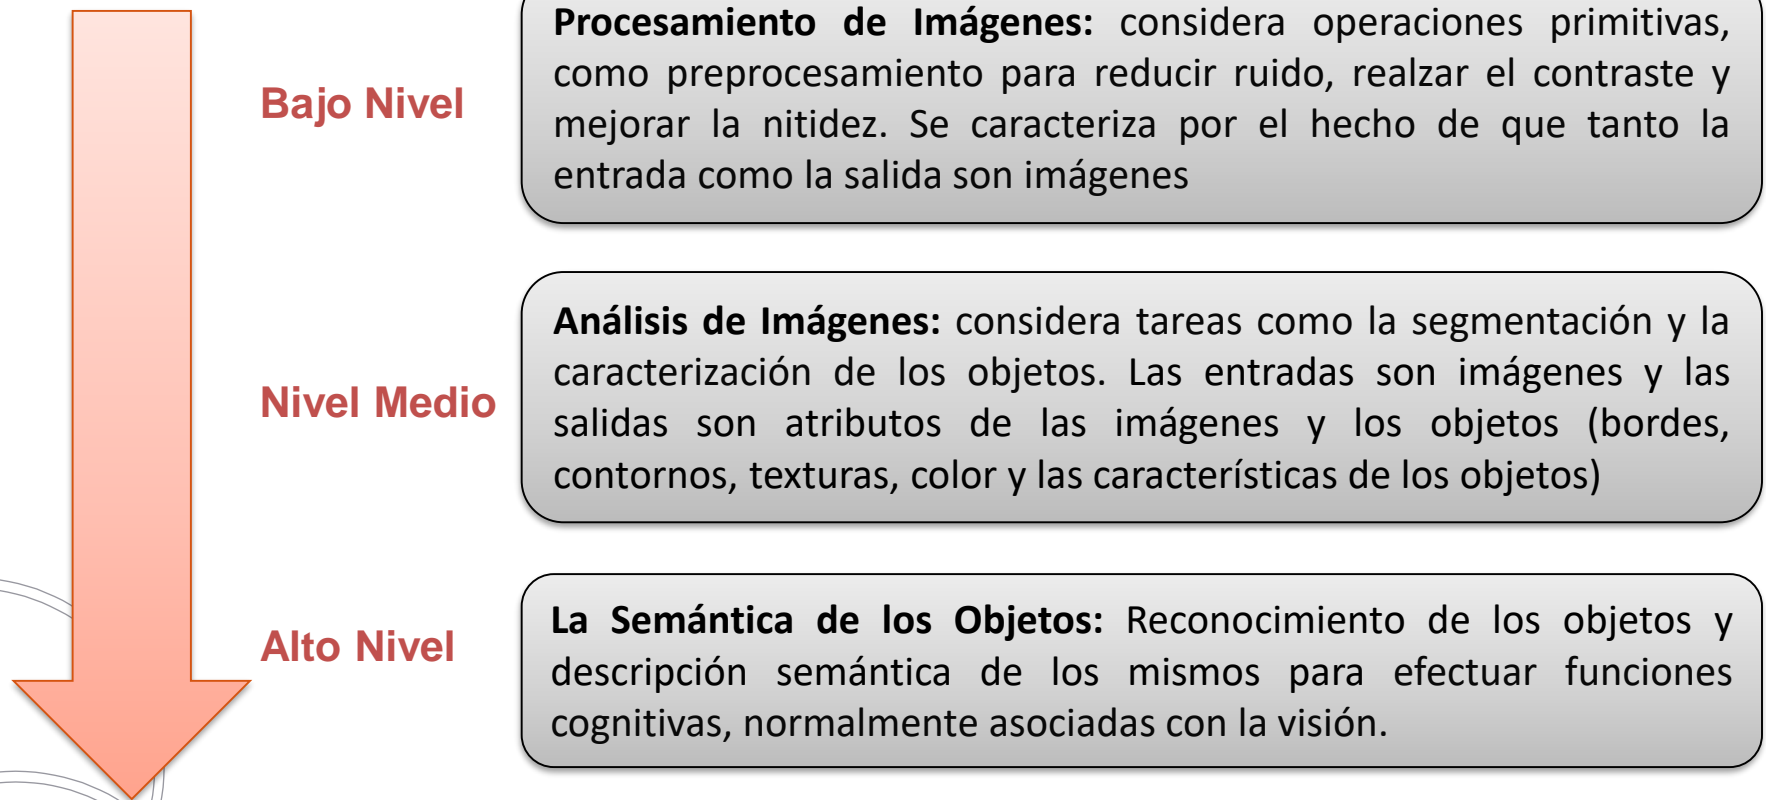 Bajo Nivel
Procesamiento de Imágenes: considera operaciones primitivas,
como preprocesamiento para reducir ruido, realzar el contraste y
mejorar la nitidez. Se caracteriza por el hecho de que tanto la
entrada como la salida son imágenes
Nivel Medio
Análisis de Imágenes: considera tareas como la segmentación y la
caracterización de los objetos. Las entradas son imágenes y las
salidas son atributos de las imágenes y los objetos (bordes,
contornos, texturas, color y las características de los objetos)
Alto Nivel
La Semántica de los Objetos: Reconocimiento de los objetos y
descripción semántica de los mismos para efectuar funciones
cognitivas, normalmente asociadas con la visión.